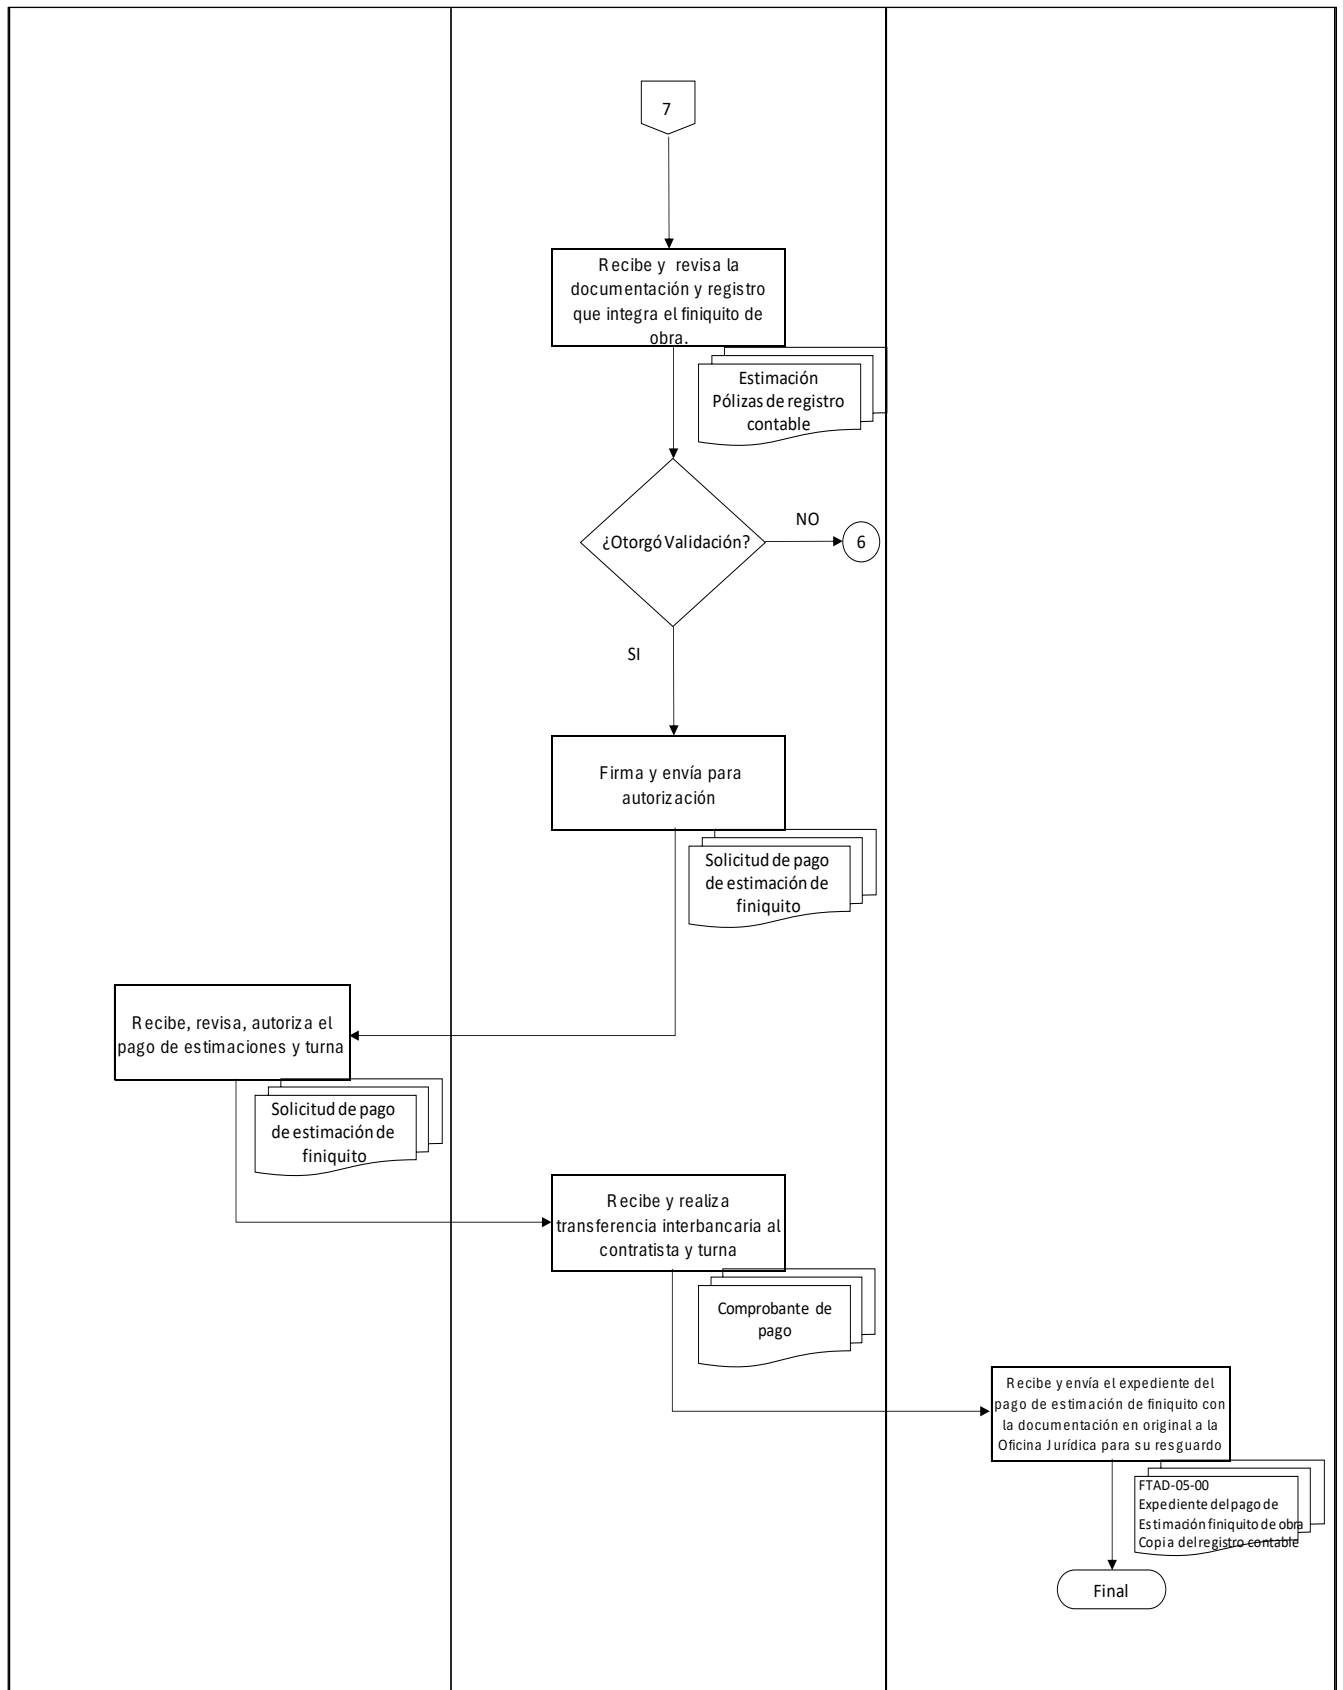 7
Recibe y revisa la
documentación y registro
que integra el finiquito de
obra.
Estimación
Pólizas de registro
contable
¿Otorgó Validación?
NO
6
SI
Firma y envía para
autorización
Solicitud de pago
de estimación de
finiquito
Recibe, revisa, autoriza el
pago de estimaciones y turna
Solicitud de pago
de estimación de
finiquito
Recibe y realiza
transferencia interbancaria al
contratista y turna
Comprobante de
pago
Recibe y envía el expediente del
pago de estimación de finiquito con
la documentación en original a la
Oficina Jurídica para su resguardo
FTAD-05-00
Expediente del pago de
Estimación finiquito de obra
Copia del registro contable
Final